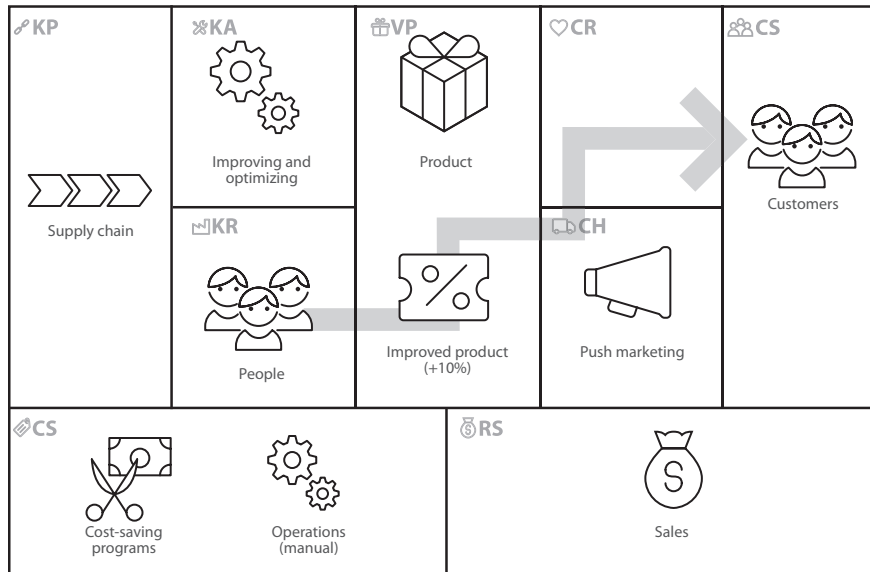 KP
Supply chain
KA
Improving and
optimizing
KR
People
VP
Product
%
Improved product
(+10%)
CR
CH
Push marketing
CS
Customers
CS
Cost-saving
programs
Operations
(manual)
$RS
S
Sales